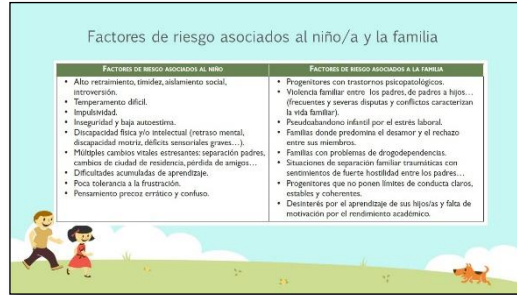 Factores de riesgo asociados al niño/a y la familia
FACTORES DE RIESGO ASOCIADOS AL NIÑO
• Alto retraimiento, timidez, aislamiento social,
introversión.
• Temperamento difícil.
• Impulsividad.
• Inseguridad y baja autoestima.
• Discapacidad física y/o intelectual (retraso mental,
discapacidad motriz, déficits sensoriales graves…).
• Múltiples cambios vitales estresantes: separación padres,
cambios de ciudad de residencia, pérdida de amigos…
• Dificultades acumuladas de aprendizaje.
• Poca tolerancia a la frustración.
• Pensamiento precoz errático y confuso.
FACTORES DE RIESGO ASOCIADOS A LA FAMILIA
• Progenitores con trastornos psicopatológicos.
• Violencia familiar entre los padres, de padres a hijos…
(frecuentes y severas disputas y conflictos caracterizan
la vida familiar).
• Pseudoabandono infantil por el estrés laboral.
• Familias donde predomina el desamor y el rechazo
entre sus miembros.
• Familias con problemas de drogodependencias.
• Situaciones de separación familiar traumáticas con
sentimientos de fuerte hostilidad entre los padres…
• Progenitores que no ponen límites de conducta claros,
estables y coherentes.
• Desinterés por el aprendizaje de sus hijos/as y falta de
motivación por el rendimiento académico.